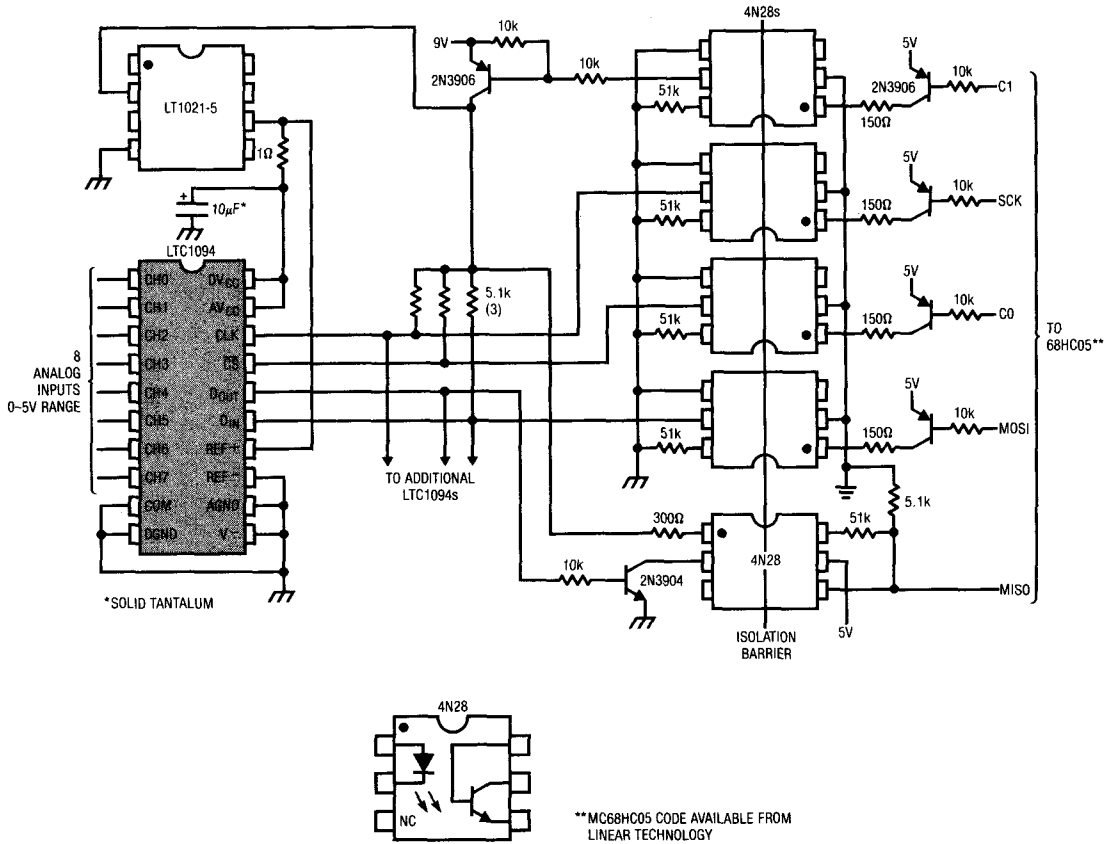 4N28s
10k
9V
2N3906
10k
51k
5V
2N3906
10k
C1
150Ω
LT1021-5
1Ω
10μF*
+
LTC1094
51k
5V
10k
SCK
150Ω
CH0 DVCC
CH1 AVCC
CH2 CLK
CH3 CS
CH4 DOUT
CH5 DIN
CH6 REF+
CH7 REF−
COM AGND
DGND V−
8
ANALOG
INPUTS
0~5V RANGE
5.1k
(3)
51k
5V
10k
C0
150Ω
TO
68HC05**
51k
5V
10k
MOSI
150Ω
TO ADDITIONAL
LTC1094s
5.1k
300Ω
51k
4N28
10k
2N3904
MISO
5V
*SOLID TANTALUM
ISOLATION
BARRIER
4N28
NC
**MC68HC05 CODE AVAILABLE FROM
LINEAR TECHNOLOGY